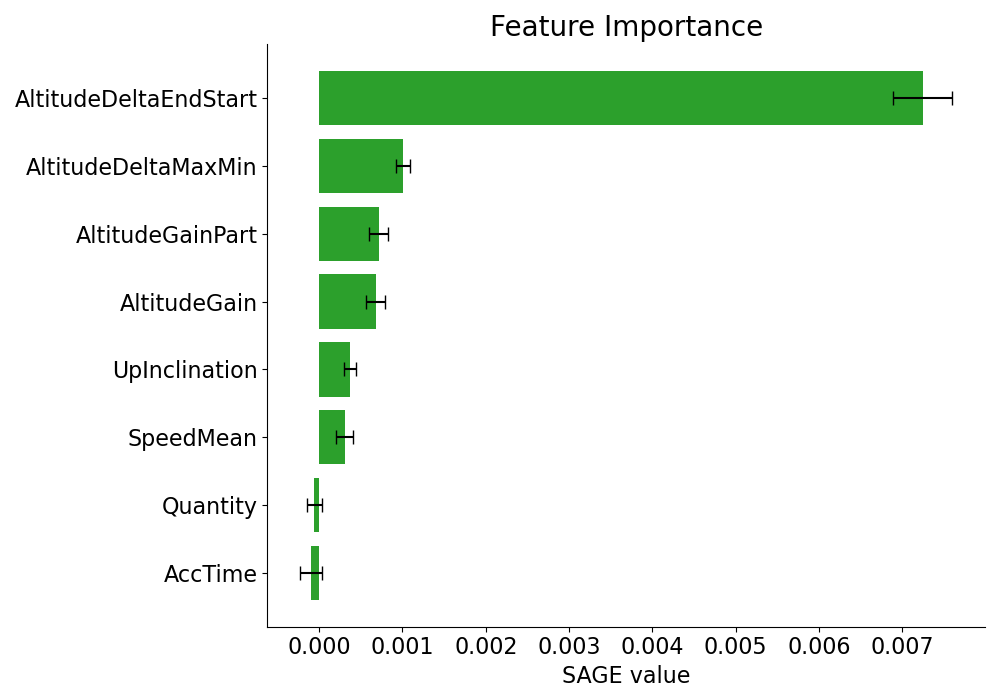 Feature Importance
AltitudeDeltaEndStart
AltitudeDeltaMaxMin
AltitudeGainPart
AltitudeGain
UpInclination
SpeedMean
Quantity
AccTime
0.000 0.001 0.002 0.003 0.004 0.005 0.006 0.007
SAGE value